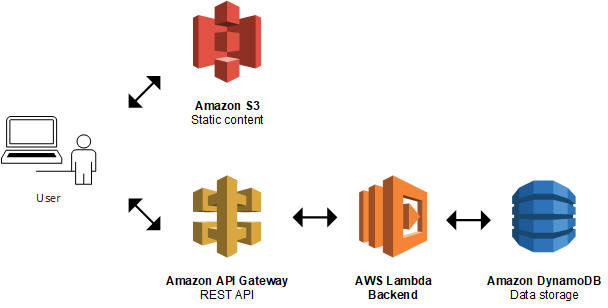 Amazon S3
Static content
User
Amazon API Gateway
REST API
AWS Lambda
Backend
Amazon DynamoDB
Data storage